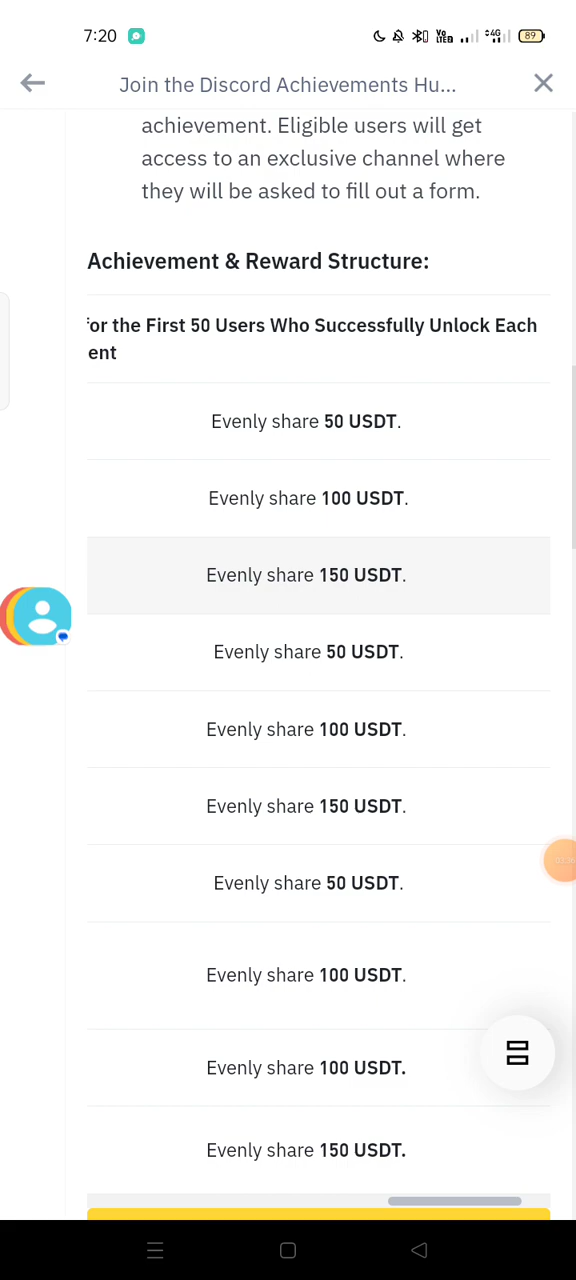 7:20
4G
89
Join the Discord Achievements Hu...
achievement. Eligible users will get
access to an exclusive channel where
they will be asked to fill out a form.
Achievement & Reward Structure:
for the First 50 Users Who Successfully Unlock Each
ent
Evenly share 50 USDT.
Evenly share 100 USDT.
Evenly share 150 USDT.
Evenly share 50 USDT.
Evenly share 100 USDT.
Evenly share 150 USDT.
Evenly share 50 USDT.
Evenly share 100 USDT.
Evenly share 100 USDT.
Evenly share 150 USDT.